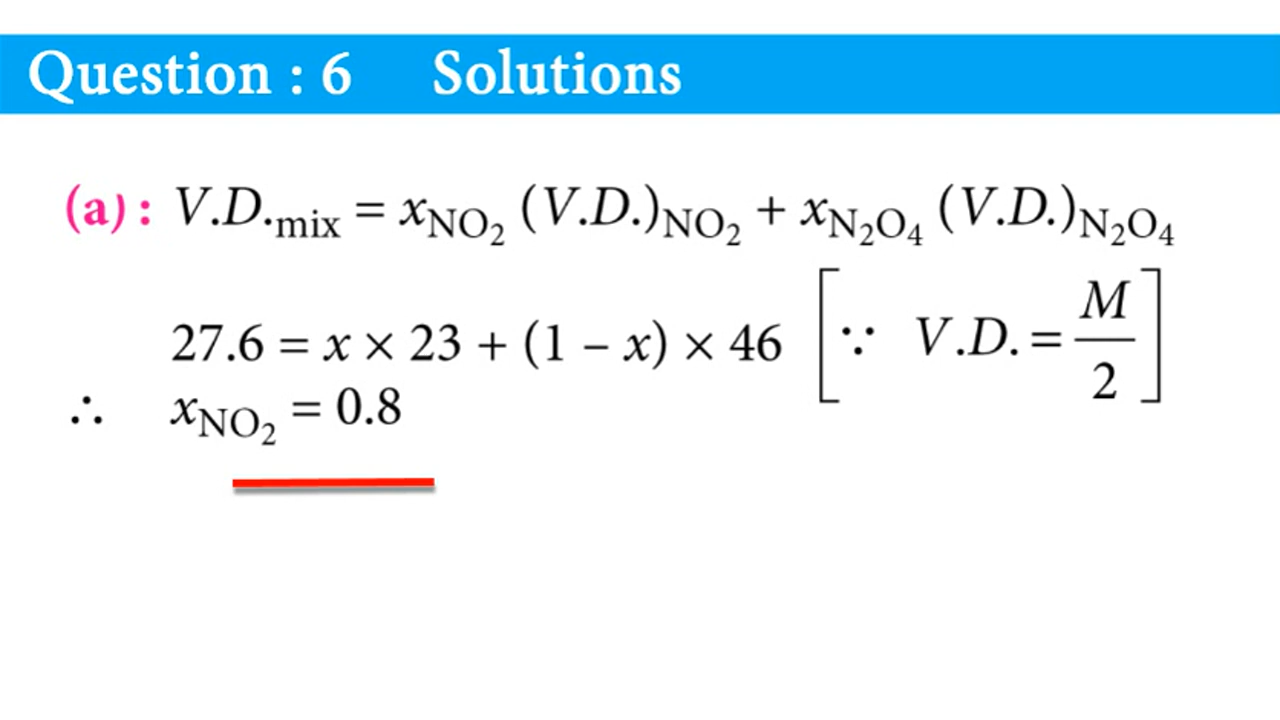 Question : 6 Solutions
(a) : V.D.mix = xNO2 (V.D.)NO2 + xN2O4 (V.D.)N2O4
27.6 = x × 23 + (1 – x) × 46 [∵ V.D. = M/2]
∴ xNO2 = 0.8